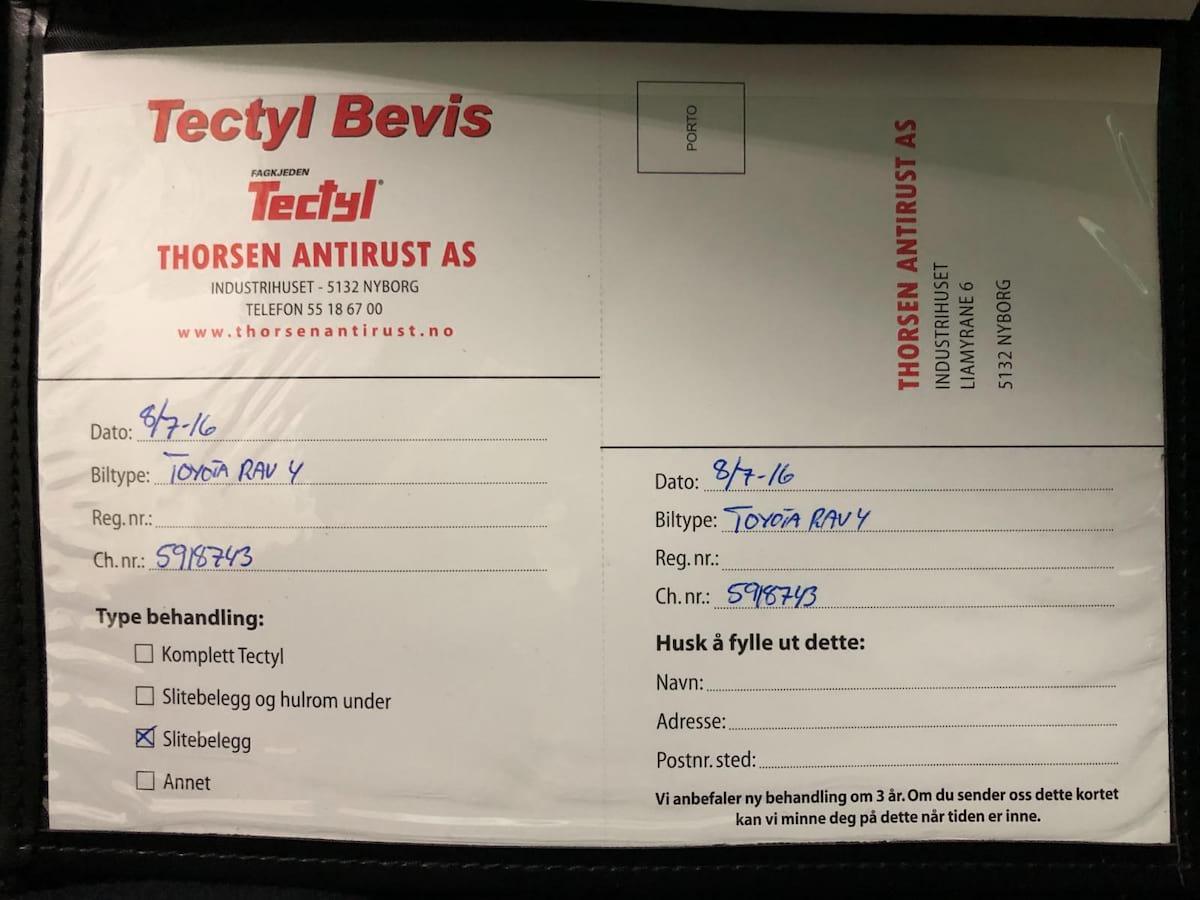 Tectyl Bevis
FAGKJEDEN
Tectyl®
THORSEN ANTIRUST AS
INDUSTRIHUSET - 5132 NYBORG
TELEFON 55 18 67 00
www.thorsenantirust.no
Dato: 8/7-16
Biltype: TOYOTA RAV 4
Reg. nr.:
Ch. nr.: 5918743
Type behandling:
Komplett Tectyl
Slitebelegg og hulrom under
Slitebelegg
Annet
PORTO
THORSEN ANTIRUST AS
INDUSTRIHUSET
LIAMYRANE 6
5132 NYBORG
Dato: 8/7-16
Biltype: TOYOTA RAV 4
Reg. nr.:
Ch. nr.: 5918743
Husk å fylle ut dette:
Navn:
Adresse:
Postnr. sted:
Vi anbefaler ny behandling om 3 år. Om du sender oss dette kortet
kan vi minne deg på dette når tiden er inne.